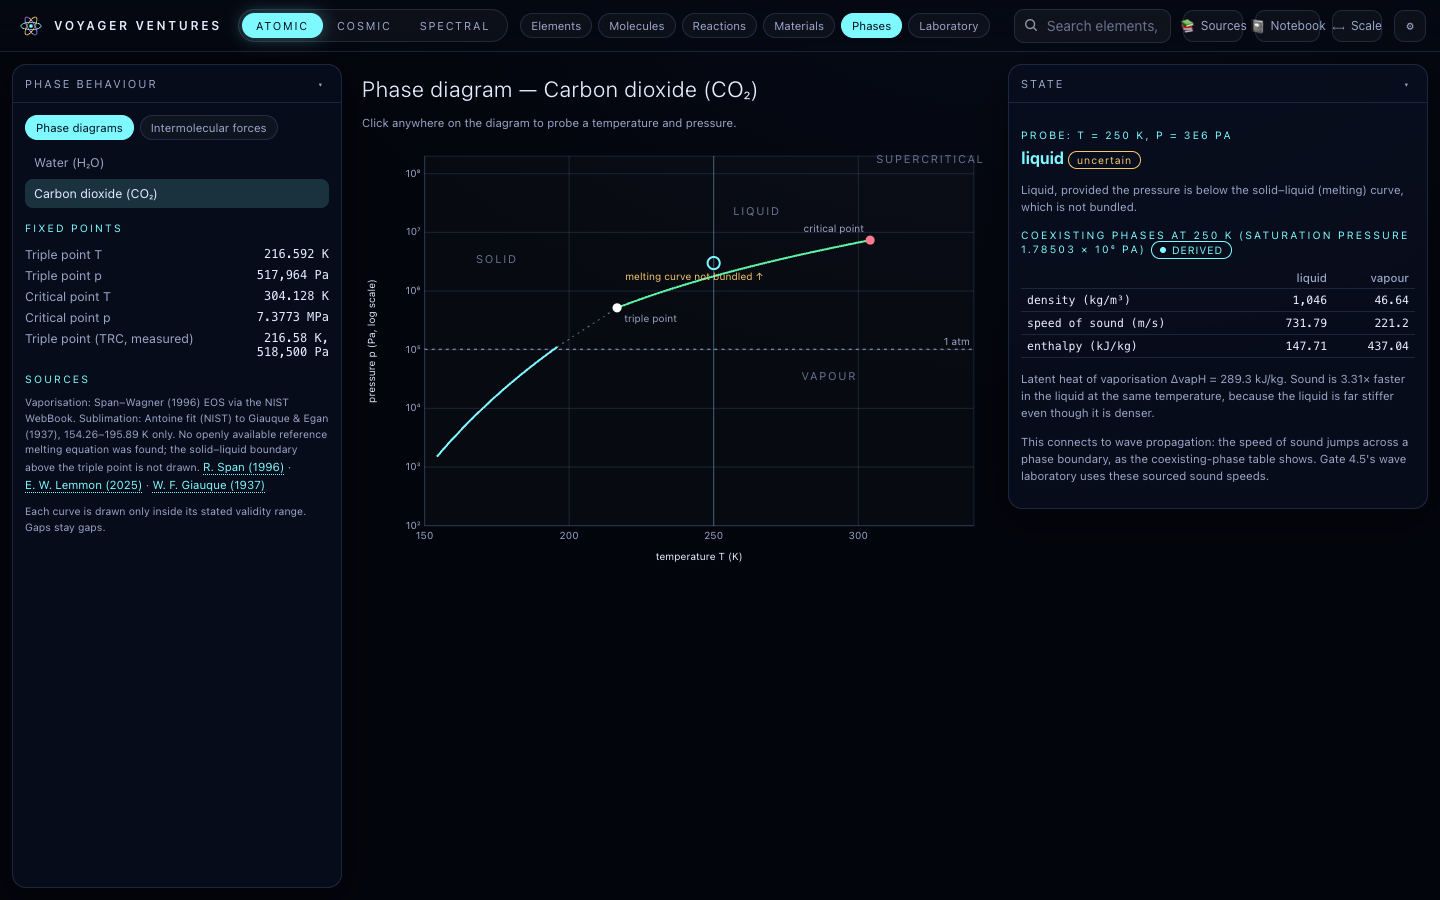 VOYAGER VENTURES
ATOMIC COSMIC SPECTRAL
Elements Molecules Reactions Materials Phases Laboratory
Search elements,
Sources Notebook Scale
PHASE BEHAVIOUR
Phase diagrams Intermolecular forces
Water (H₂O)
Carbon dioxide (CO₂)
FIXED POINTS
Triple point T 216.592 K
Triple point p 517,964 Pa
Critical point T 304.128 K
Critical point p 7.3773 MPa
Triple point (TRC, measured) 216.58 K,
518,500 Pa
SOURCES
Vaporisation: Span–Wagner (1996) EOS via the NIST
WebBook. Sublimation: Antoine fit (NIST) to Giauque & Egan
(1937), 154.26–195.89 K only. No openly available reference
melting equation was found; the solid–liquid boundary
above the triple point is not drawn. R. Span (1996) ·
E. W. Lemmon (2025) · W. F. Giauque (1937)
Each curve is drawn only inside its stated validity range.
Gaps stay gaps.
Phase diagram — Carbon dioxide (CO₂)
Click anywhere on the diagram to probe a temperature and pressure.
SUPERCRITICAL
10⁸
LIQUID
critical point
10⁷
SOLID
melting curve not bundled ↑
10⁶
triple point
1 atm
10⁵
VAPOUR
10⁴
10³
10²
150 200 250 300
temperature T (K)
pressure p (Pa, log scale)
STATE
PROBE: T = 250 K, P = 3E6 PA
liquid uncertain
Liquid, provided the pressure is below the solid–liquid (melting) curve,
which is not bundled.
COEXISTING PHASES AT 250 K (SATURATION PRESSURE
1.78503 × 10⁶ PA) DERIVED
liquid vapour
density (kg/m³) 1,046 46.64
speed of sound (m/s) 731.79 221.2
enthalpy (kJ/kg) 147.71 437.04
Latent heat of vaporisation ΔvapH = 289.3 kJ/kg. Sound is 3.31× faster
in the liquid at the same temperature, because the liquid is far stiffer
even though it is denser.
This connects to wave propagation: the speed of sound jumps across a
phase boundary, as the coexisting-phase table shows. Gate 4.5's wave
laboratory uses these sourced sound speeds.